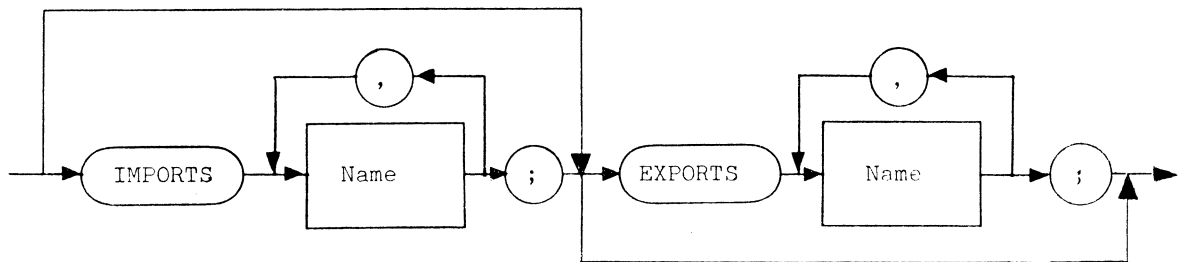 ,
,
IMPORTS
Name
;
EXPORTS
Name
;